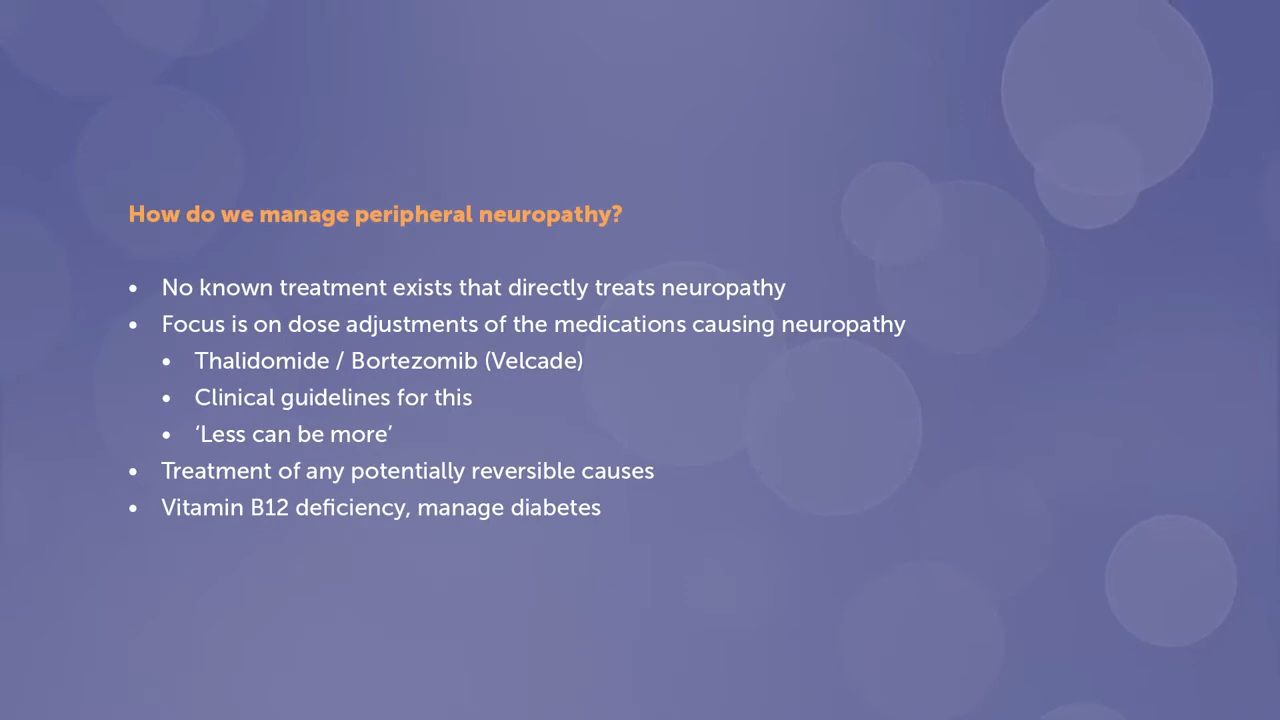 How do we manage peripheral neuropathy?
• No known treatment exists that directly treats neuropathy
• Focus is on dose adjustments of the medications causing neuropathy
• Thalidomide / Bortezomib (Velcade)
• Clinical guidelines for this
• ‘Less can be more’
• Treatment of any potentially reversible causes
• Vitamin B12 deficiency, manage diabetes